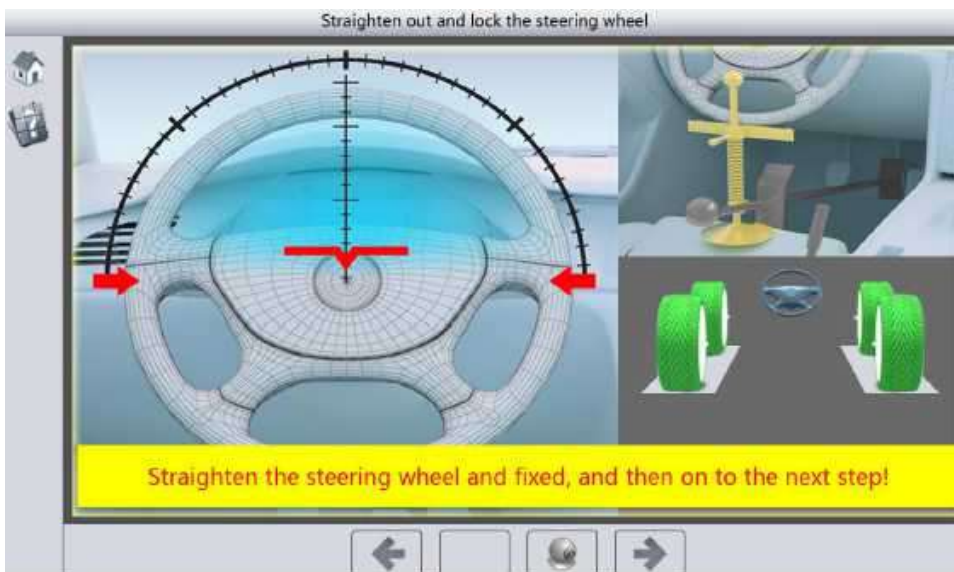 Straighten out and lock the steering wheel
Straighten the steering wheel and fixed, and then on to the next step!